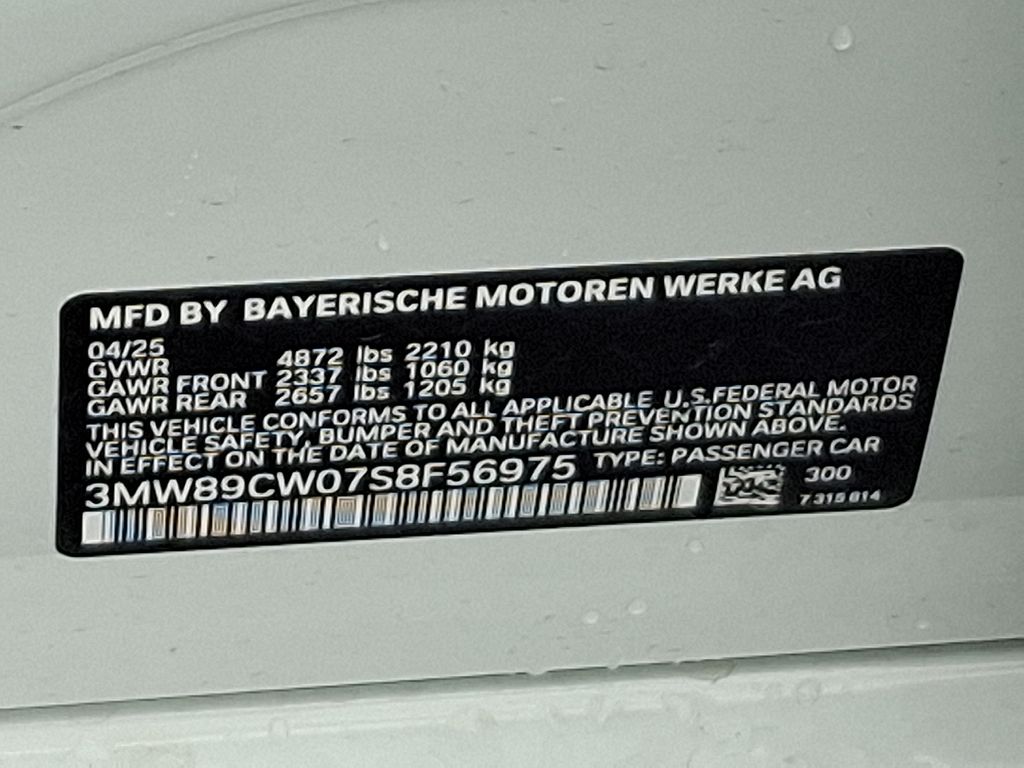 MFD BY BAYERISCHE MOTOREN WERKE AG
04/25
GVWR 4872 lbs 2210 kg
GAWR FRONT 2337 lbs 1060 kg
GAWR REAR 2657 lbs 1205 kg
THIS VEHICLE CONFORMS TO ALL APPLICABLE U.S.FEDERAL MOTOR
VEHICLE SAFETY, BUMPER AND THEFT PREVENTION STANDARDS
IN EFFECT ON THE DATE OF MANUFACTURE SHOWN ABOVE.
3MW89CW07S8F56975 TYPE: PASSENGER CAR
300
7 315 614